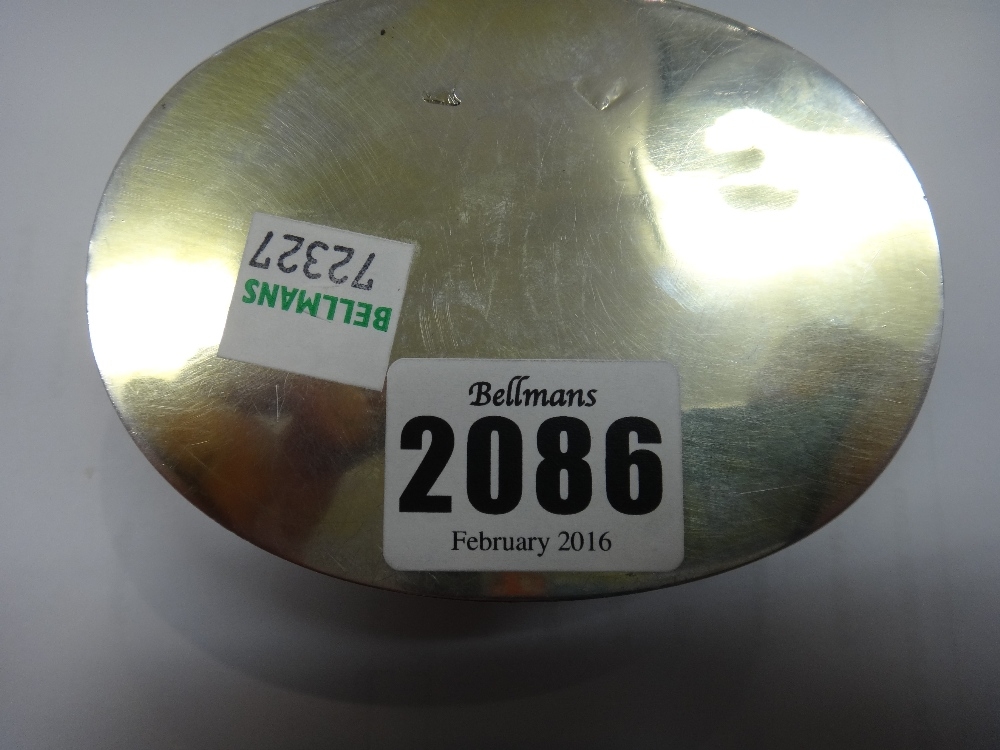 72327
BELLMANS
Bellmans
2086
February 2016